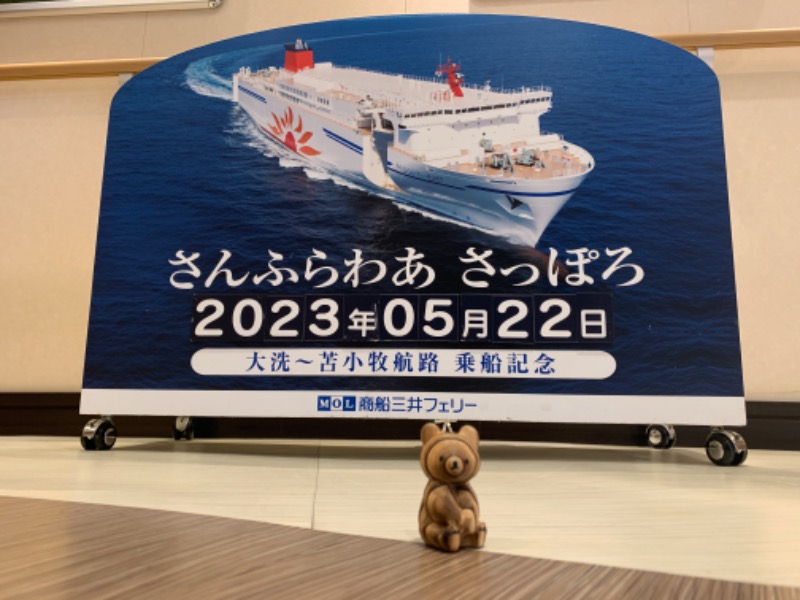 さんふらわあ さっぽろ
2023年05月22日
大洗～苫小牧航路 乗船記念
MOL 商船三井フェリー